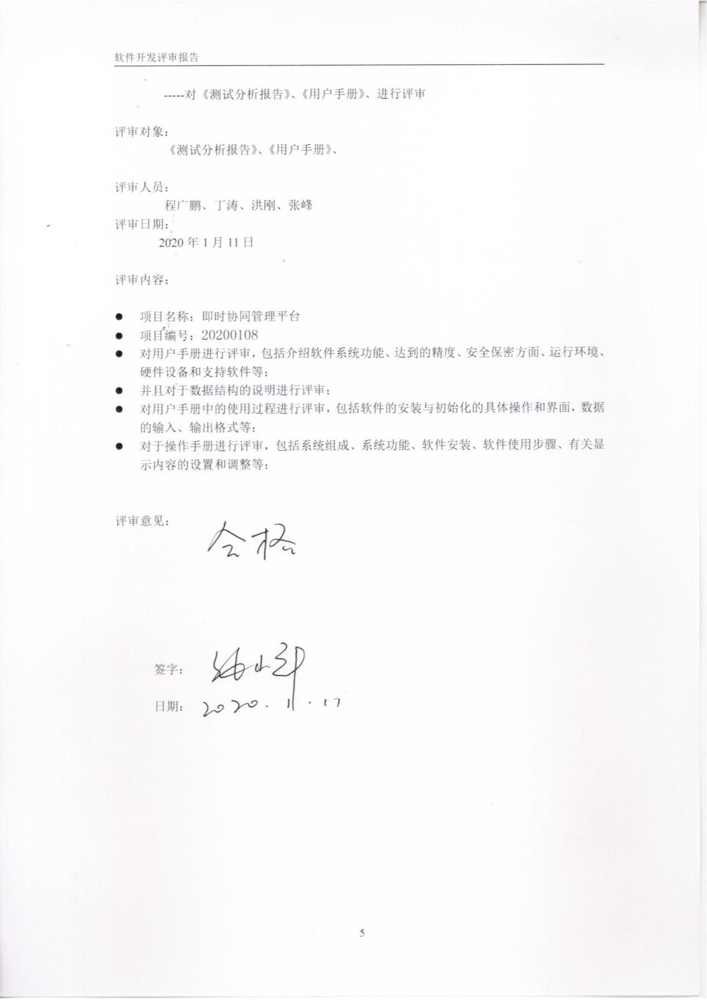 软件开发评审报告
-----对《测试分析报告》、《用户手册》、进行评审
评审对象：
《测试分析报告》、《用户手册》、
评审人员：
程广鹏、丁涛、洪刚、张峰
评审日期：
2020 年 1 月 11 日
评审内容：
● 项目名称：即时协同管理平台
● 项目编号：20200108
● 对用户手册进行评审，包括介绍软件系统功能、达到的精度、安全保密方面、运行环境、
硬件设备和支持软件等；
● 并且对于数据结构的说明进行评审；
● 对用户手册中的使用过程进行评审，包括软件的安装与初始化的具体操作和界面，数据
的输入、输出格式等；
● 对于操作手册进行评审，包括系统组成、系统功能、软件安装、软件使用步骤、有关显
示内容的设置和调整等；
评审意见：
合格
签字：
日期： 2020.11.17
5